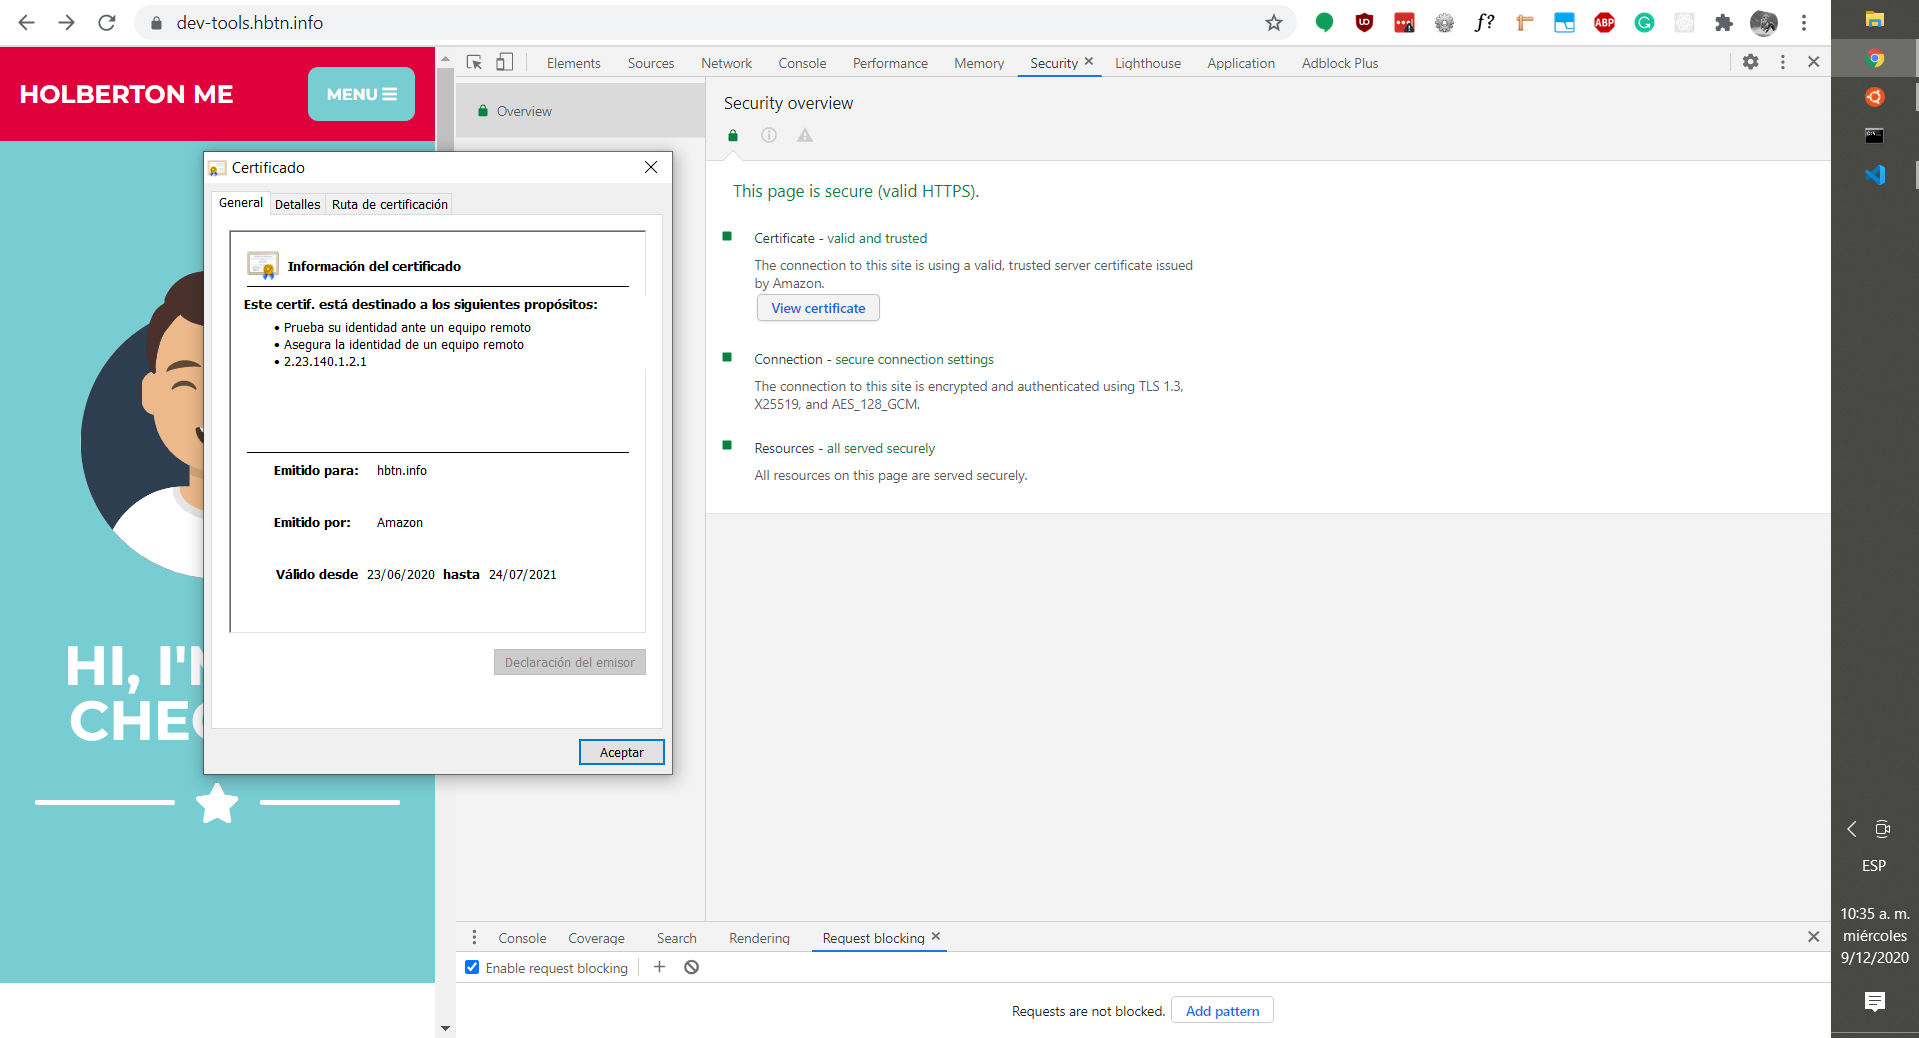 dev-tools.hbtn.info
f?
UD
ABP
Elements
Sources
Network
Console
Performance
Memory
Security
Lighthouse
Application
Adblock Plus
HOLBERTON ME
MENU
Overview
Security overview
This page is secure (valid HTTPS).
Certificate - valid and trusted
The connection to this site is using a valid, trusted server certificate issued
by Amazon.
View certificate
Connection - secure connection settings
The connection to this site is encrypted and authenticated using TLS 1.3,
X25519, and AES_128_GCM.
Resources - all served securely
All resources on this page are served securely.
Certificado
General
Detalles
Ruta de certificación
Información del certificado
Este certif. está destinado a los siguientes propósitos:
• Prueba su identidad ante un equipo remoto
• Asegura la identidad de un equipo remoto
• 2.23.140.1.2.1
Emitido para: hbtn.info
Emitido por: Amazon
Válido desde 23/06/2020 hasta 24/07/2021
Declaración del emisor
Aceptar
HI, I'
CHE
Console
Coverage
Search
Rendering
Request blocking
Enable request blocking
Requests are not blocked.
Add pattern
ESP
10:35 a. m.
miércoles
9/12/2020